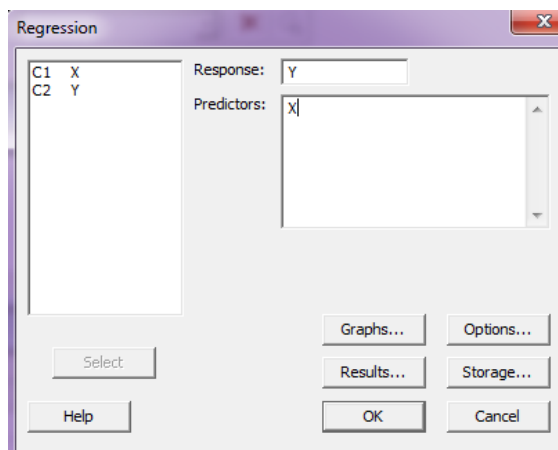 Regression
C1 X
C2 Y
Response: Y
Predictors: X
Graphs... Options...
Select
Results... Storage...
Help OK Cancel